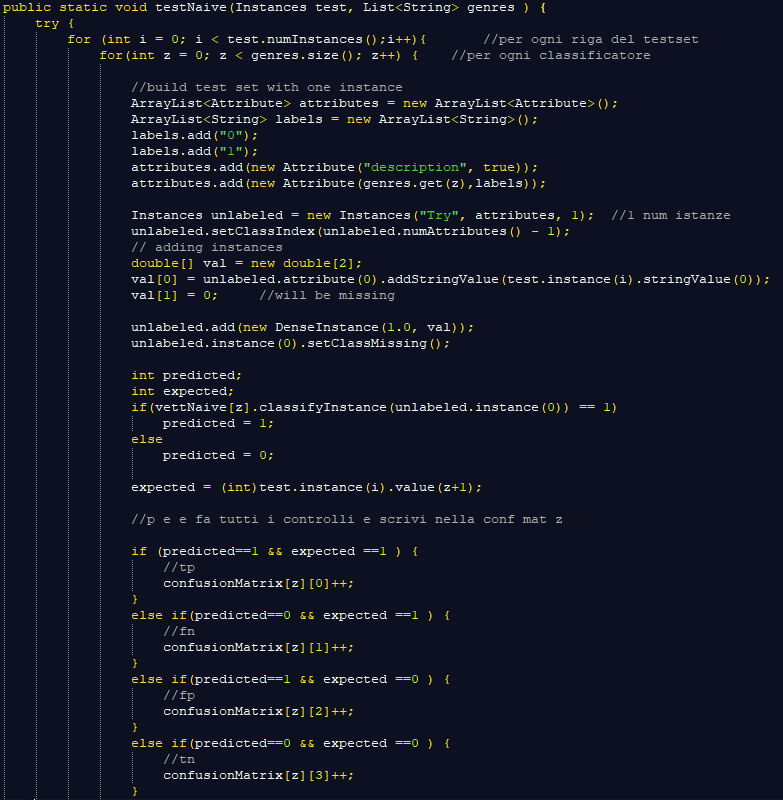 public static void testNaive(Instances test, List<String> genres ) {
try {
for (int i = 0; i < test.numInstances();i++){ //per ogni riga del testset
for(int z = 0; z < genres.size(); z++) { //per ogni classificatore
//build test set with one instance
ArrayList<Attribute> attributes = new ArrayList<Attribute>();
ArrayList<String> labels = new ArrayList<String>();
labels.add("0");
labels.add("1");
attributes.add(new Attribute("description", true));
attributes.add(new Attribute(genres.get(z),labels));
Instances unlabeled = new Instances("Try", attributes, 1); //1 num istanze
unlabeled.setClassIndex(unlabeled.numAttributes() - 1);
// adding instances
double[] val = new double[2];
val[0] = unlabeled.attribute(0).addStringValue(test.instance(i).stringValue(0));
val[1] = 0; //will be missing
unlabeled.add(new DenseInstance(1.0, val));
unlabeled.instance(0).setClassMissing();
int predicted;
int expected;
if(vettNaive[z].classifyInstance(unlabeled.instance(0)) == 1)
predicted = 1;
else
predicted = 0;
expected = (int)test.instance(i).value(z+1);
//p e e fa tutti i controlli e scrivi nella conf mat z
if (predicted==1 && expected ==1 ) {
//tp
confusionMatrix[z][0]++;
}
else if(predicted==0 && expected ==1 ) {
//fn
confusionMatrix[z][1]++;
}
else if(predicted==1 && expected ==0 ) {
//fp
confusionMatrix[z][2]++;
}
else if(predicted==0 && expected ==0 ) {
//tn
confusionMatrix[z][3]++;
}